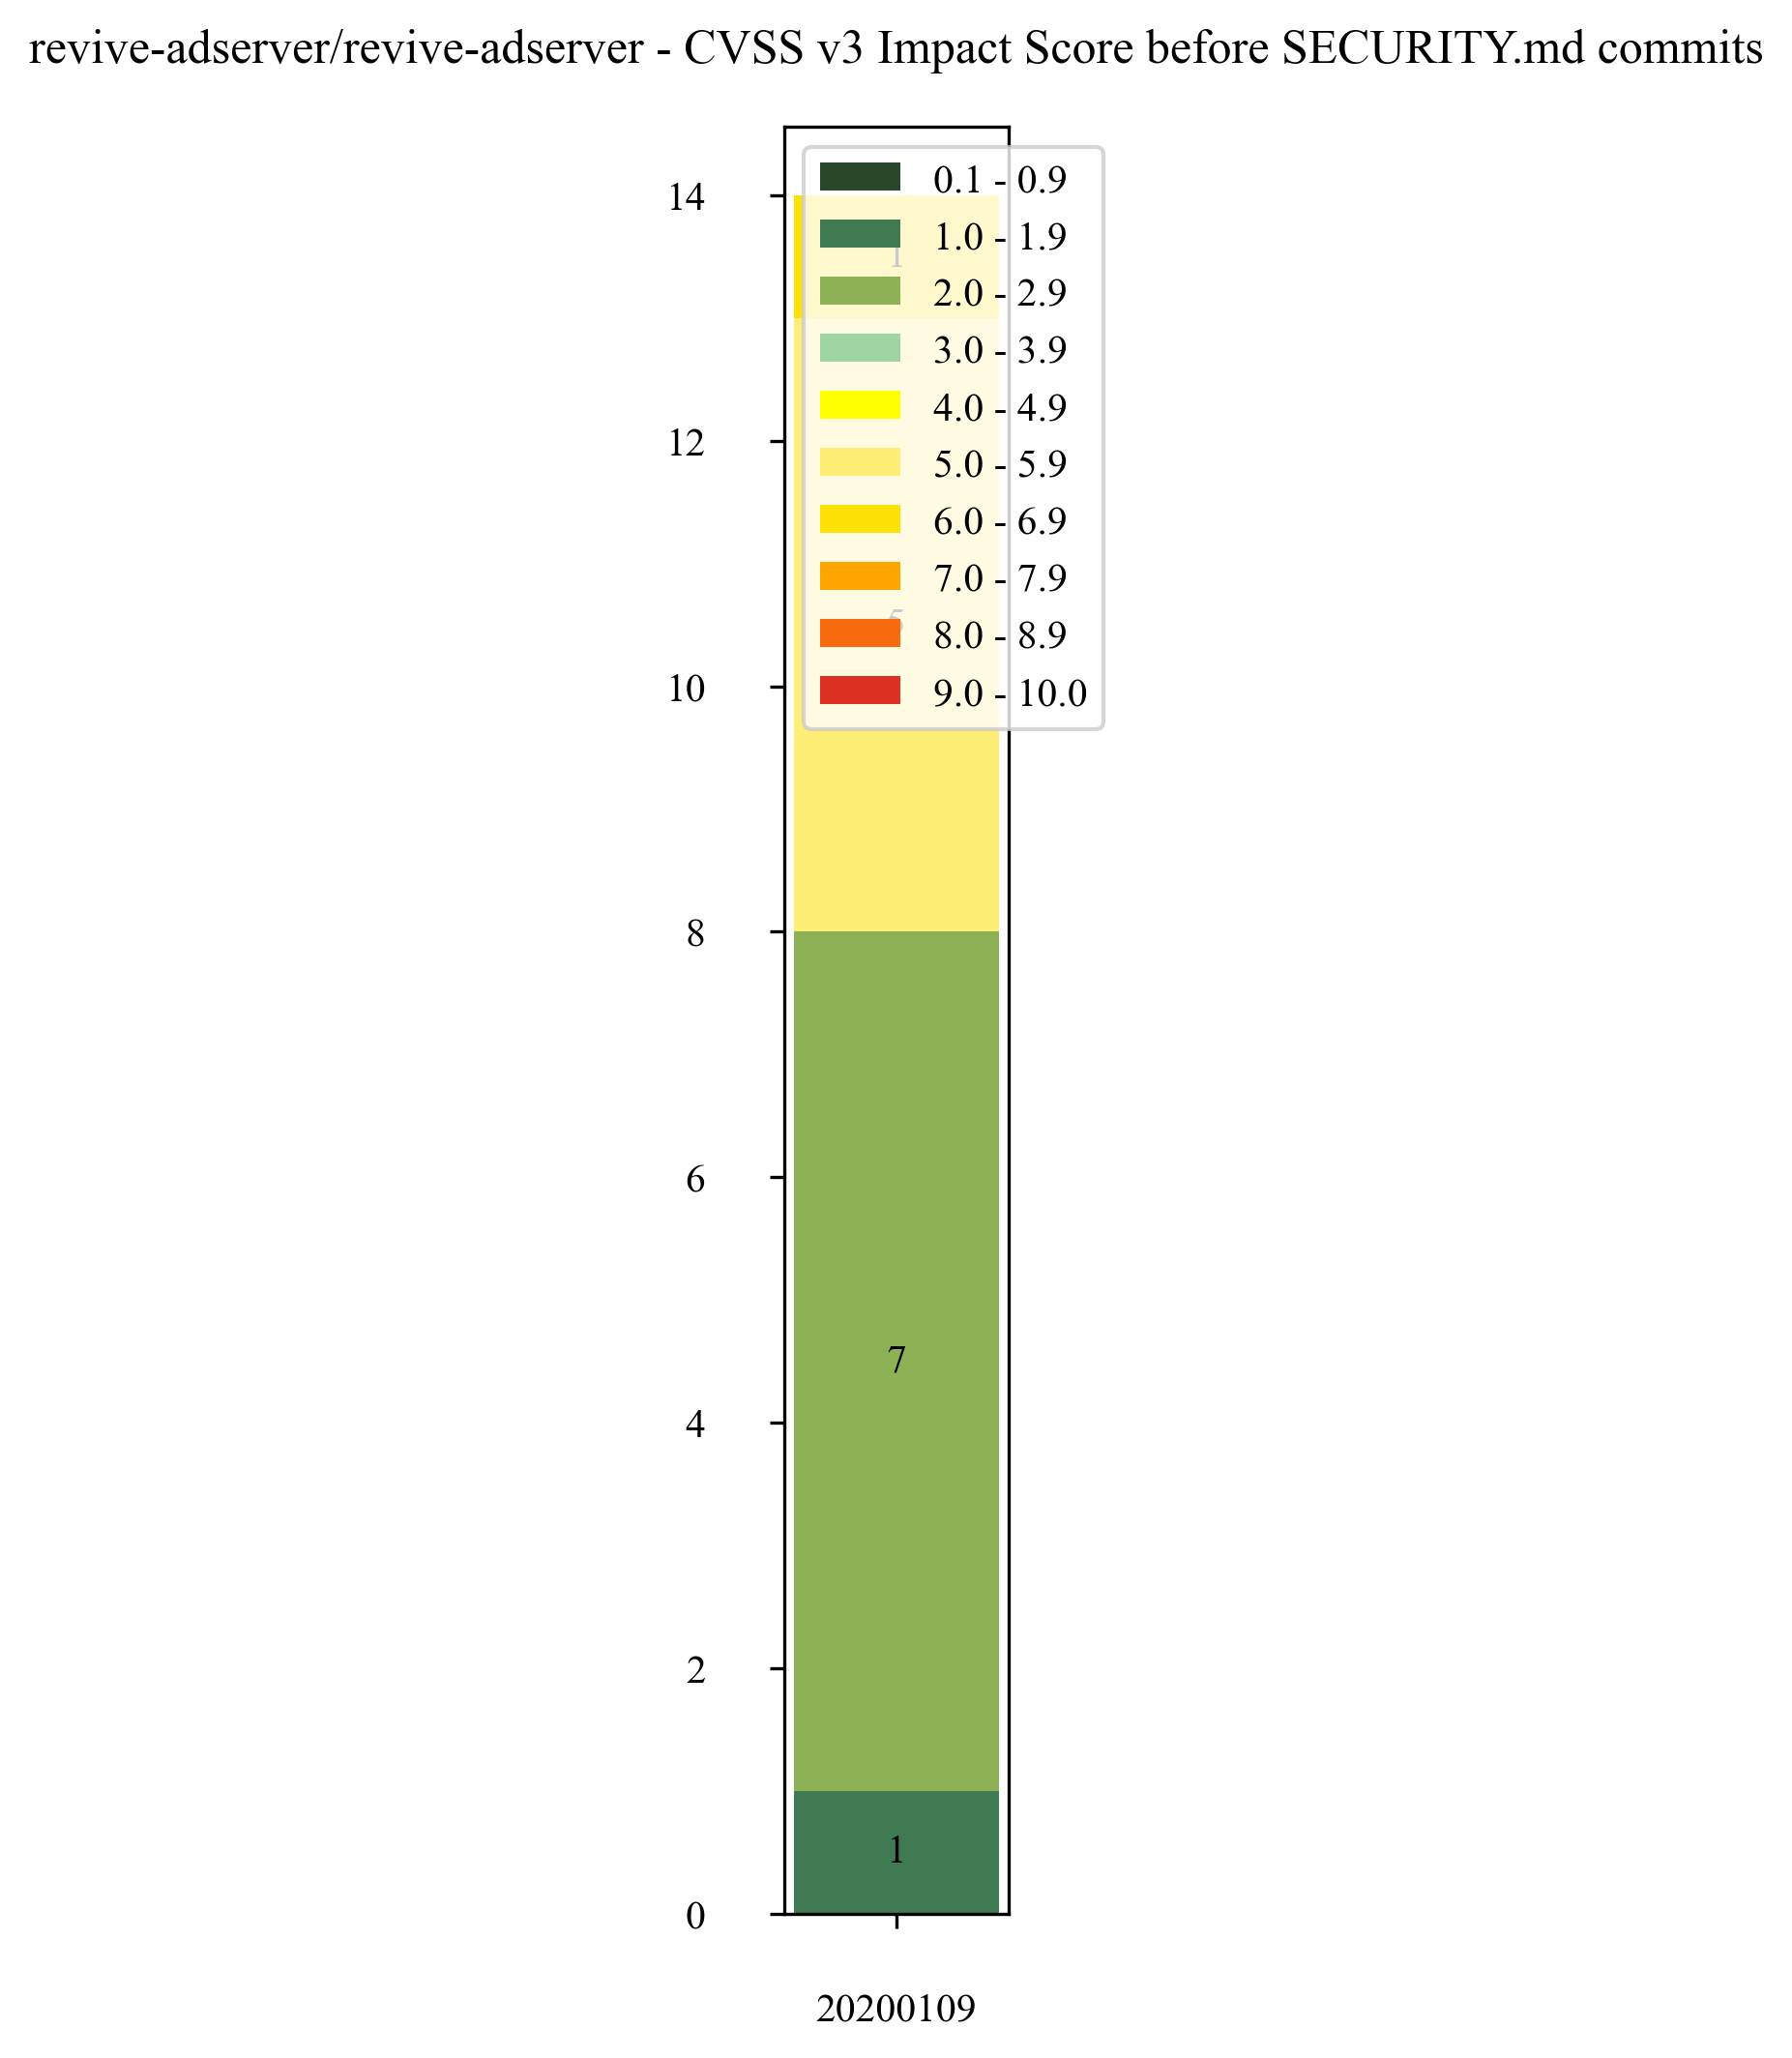 revive-adserver/revive-adserver - CVSS v3 Impact Score before SECURITY.md commits
14
12
10
8
6
4
2
0
0.1 - 0.9
1.0 - 1.9
2.0 - 2.9
3.0 - 3.9
4.0 - 4.9
5.0 - 5.9
6.0 - 6.9
7.0 - 7.9
8.0 - 8.9
9.0 - 10.0
1
7
1
20200109